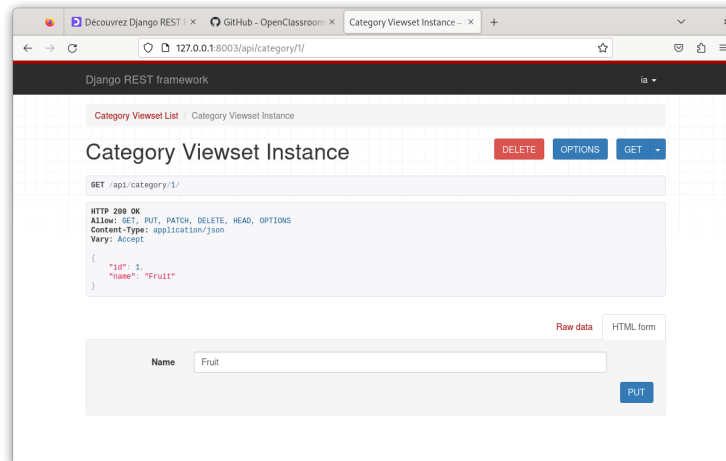 Découvrez Django REST F
GitHub - OpenClassroom
Category Viewset Instance –
127.0.0.1:8003/api/category/1/
Django REST framework
ia
Category Viewset List / Category Viewset Instance
Category Viewset Instance
DELETE
OPTIONS
GET
GET /api/category/1/
HTTP 200 OK
Allow: GET, PUT, PATCH, DELETE, HEAD, OPTIONS
Content-Type: application/json
Vary: Accept
{
"id": 1,
"name": "Fruit"
}
Raw data
HTML form
Name
Fruit
PUT